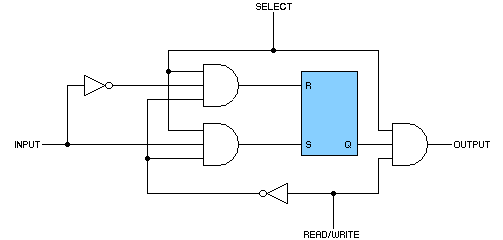 SELECT
R
INPUT
S
Q
OUTPUT
READ/WRITE